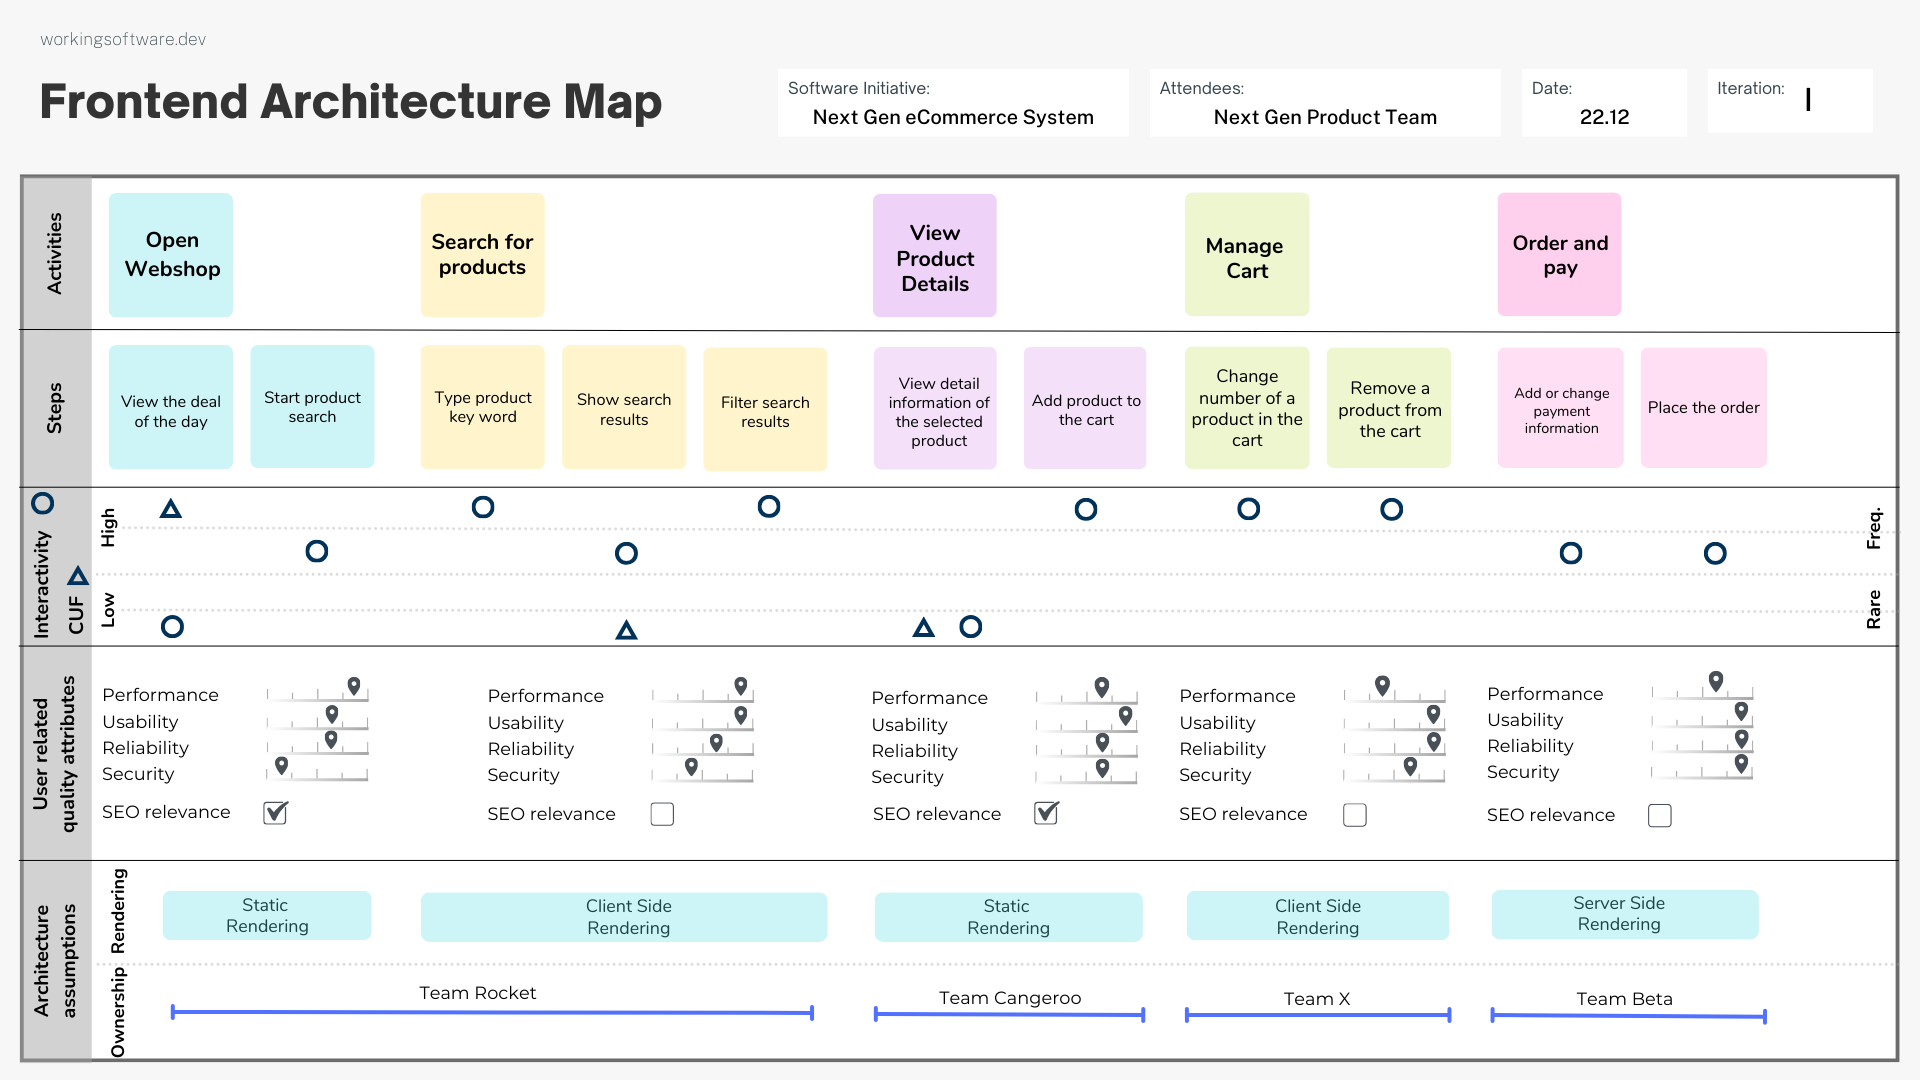 workingsoftware.dev
Frontend Architecture Map
Software Initiative:
Next Gen eCommerce System
Attendees:
Next Gen Product Team
Date:
22.12
Iteration:
I
Activities
Open
Webshop
Search for
products
View
Product
Details
Manage
Cart
Order and
pay
Steps
View the deal
of the day
Start product
search
Type product
key word
Show search
results
Filter search
results
View detail
information of
the selected
product
Add product to
the cart
Change
number of a
product in the
cart
Remove a
product from
the cart
Add or change
payment
information
Place the order
Interactivity
CUF
High
Low
Freq.
Rare
User related
quality attributes
Performance
Usability
Reliability
Security
SEO relevance
Performance
Usability
Reliability
Security
SEO relevance
Performance
Usability
Reliability
Security
SEO relevance
Performance
Usability
Reliability
Security
SEO relevance
Performance
Usability
Reliability
Security
SEO relevance
Architecture
assumptions
Rendering
Static
Rendering
Client Side
Rendering
Static
Rendering
Client Side
Rendering
Server Side
Rendering
Ownership
Team Rocket
Team Cangeroo
Team X
Team Beta